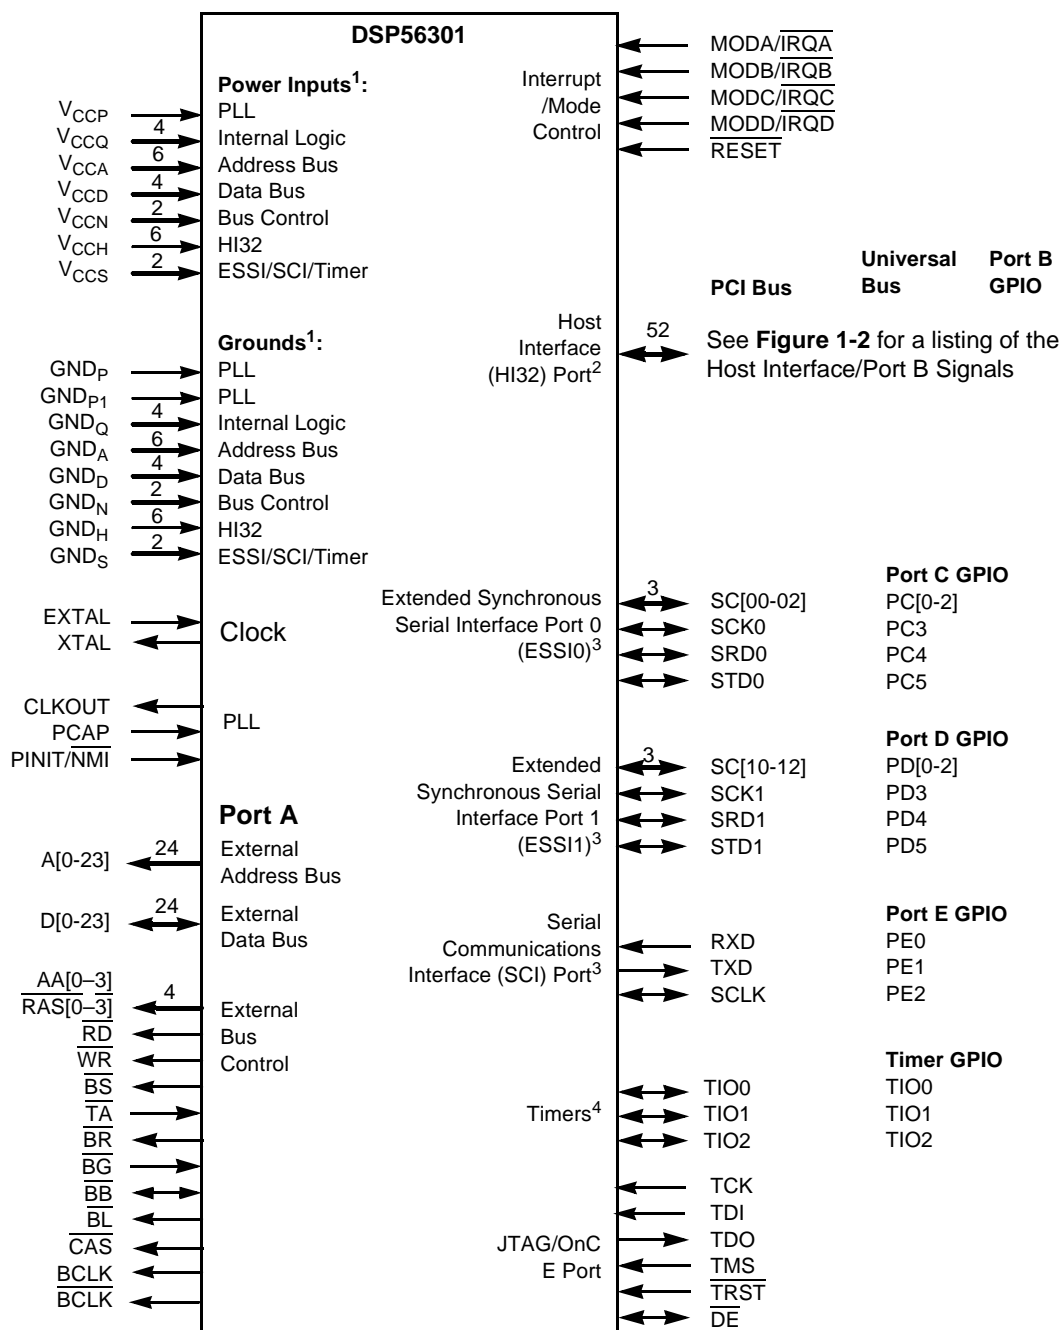 DSP56301
Power Inputs1:
VCCP PLL
VCCQ 4 Internal Logic
VCCA 6 Address Bus
VCCD 4 Data Bus
VCCN 2 Bus Control
VCCH 6 HI32
VCCS 2 ESSI/SCI/Timer
Grounds1:
GNDP PLL
GNDP1 PLL
GNDQ 4 Internal Logic
GNDA 6 Address Bus
GNDD 4 Data Bus
GNDN 2 Bus Control
GNDH 6 HI32
GNDS 2 ESSI/SCI/Timer
EXTAL
XTAL
Clock
CLKOUT
PCAP
PINIT/NMI
PLL
Port A
A[0-23] 24 External
Address Bus
D[0-23] 24 External
Data Bus
AA[0–3]
RAS[0–3] 4 External
RD Bus
WR Control
BS
TA
BR
BG
BB
BL
CAS
BCLK
BCLK
Interrupt
/Mode
Control
MODA/IRQA
MODB/IRQB
MODC/IRQC
MODD/IRQD
RESET
PCI Bus
Universal
Bus
Port B
GPIO
Host
Interface
(HI32) Port2
52
See Figure 1-2 for a listing of the
Host Interface/Port B Signals
Port C GPIO
Extended Synchronous
Serial Interface Port 0
(ESSI0)3
3 SC[00-02] PC[0-2]
SCK0 PC3
SRD0 PC4
STD0 PC5
Port D GPIO
Extended
Synchronous Serial
Interface Port 1
(ESSI1)3
3 SC[10-12] PD[0-2]
SCK1 PD3
SRD1 PD4
STD1 PD5
Port E GPIO
Serial
Communications
Interface (SCI) Port3
RXD PE0
TXD PE1
SCLK PE2
Timer GPIO
Timers4
TIO0 TIO0
TIO1 TIO1
TIO2 TIO2
JTAG/OnC
E Port
TCK
TDI
TDO
TMS
TRST
DE